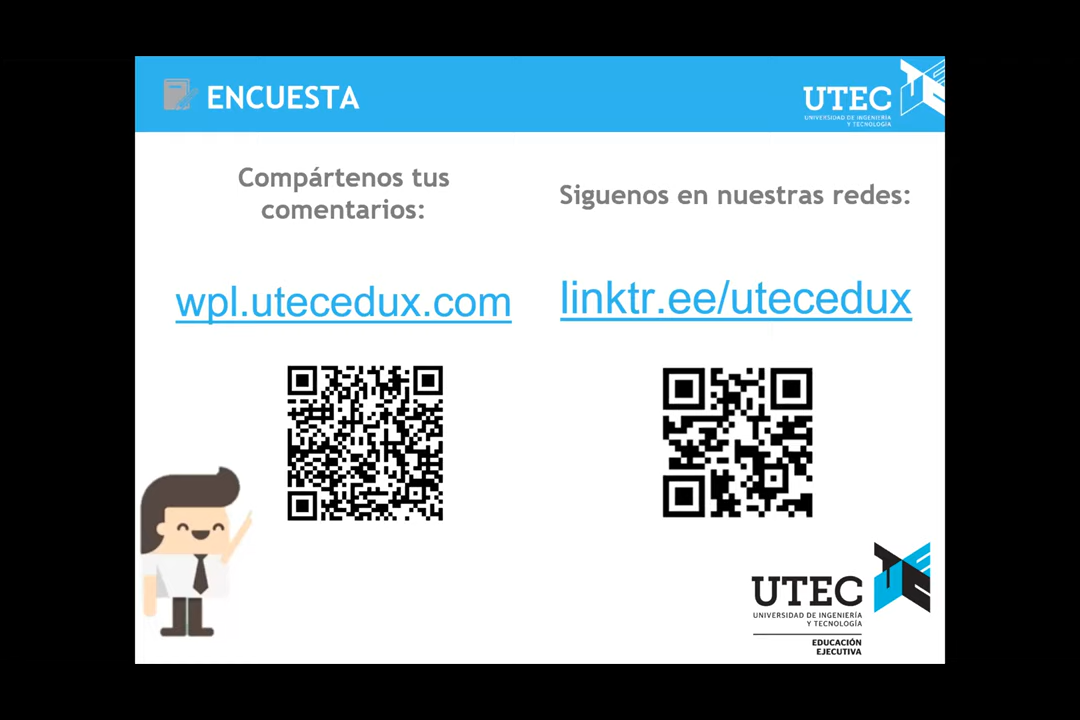 ENCUESTA
UTEC
UNIVERSIDAD DE INGENIERÍA
Y TECNOLOGÍA
Compártenos tus
comentarios:
Siguenos en nuestras redes:
wpl.utecedux.com
linktr.ee/utecedux
UTEC
UNIVERSIDAD DE INGENIERÍA
Y TECNOLOGÍA
EDUCACIÓN
EJECUTIVA